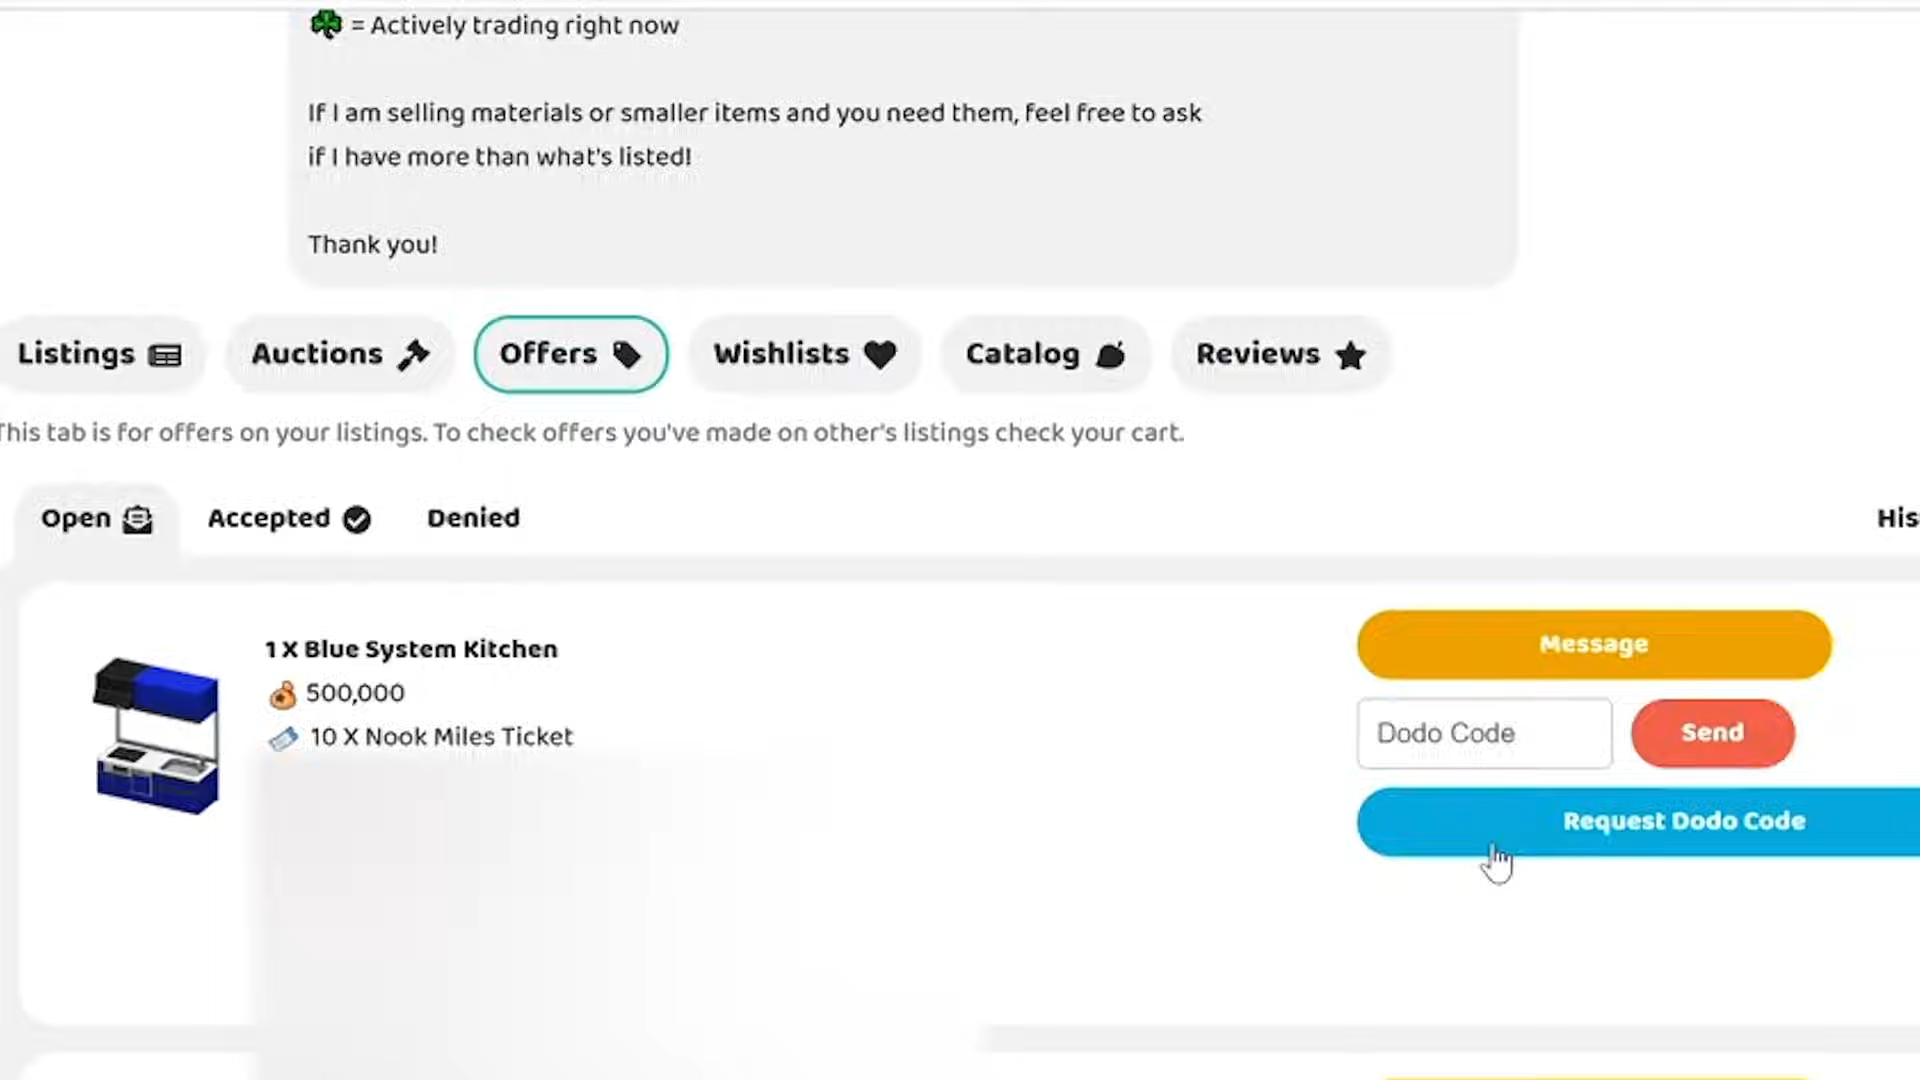 = Actively trading right now
If I am selling materials or smaller items and you need them, feel free to ask
if I have more than what's listed!
Thank you!
Listings
Auctions
Offers
Wishlists
Catalog
Reviews
This tab is for offers on your listings. To check offers you've made on other's listings check your cart.
Open
Accepted
Denied
His
1 X Blue System Kitchen
500,000
10 X Nook Miles Ticket
Message
Dodo Code
Send
Request Dodo Code